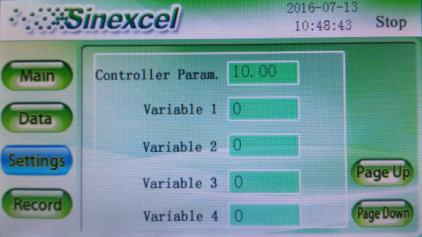 Sinexcel
2016-07-13
10:48:43 Stop
Main
Data
Settings
Record
Controller Param. 10.00
Variable 1 0
Variable 2 0
Variable 3 0
Variable 4 0
Page Up
Page Down